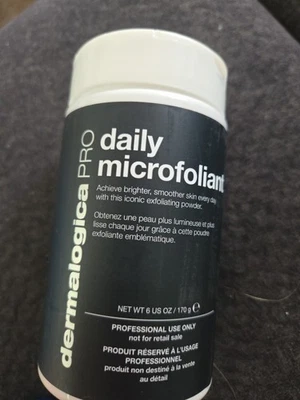 dermalogica PRO
daily
microfoliant
Achieve brighter, smoother skin every day
with this iconic exfoliating powder.
Obtenez une peau plus lumineuse et plus
lisse chaque jour grâce à cette poudre
exfoliante emblématique.
NET WT 6 US OZ / 170 g ℮
PROFESSIONAL USE ONLY
not for retail sale
PRODUIT RÉSERVÉ À L'USAGE
PROFESSIONNEL
produit non destiné à la vente
au détail